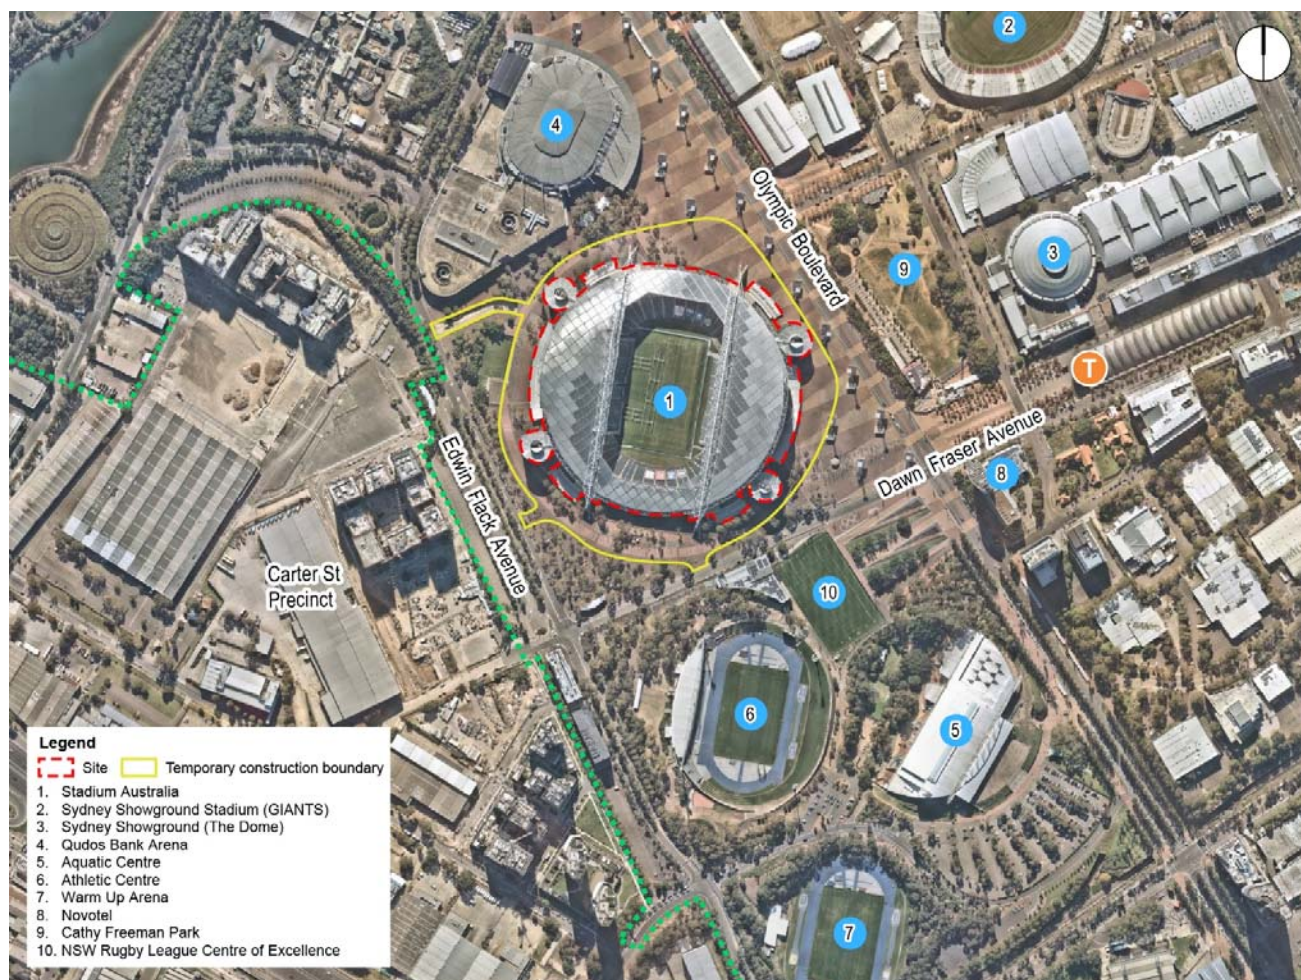 2
4
Olympic Boulevard
9
3
T
1
Dawn Fraser Avenue
8
Edwin Flack Avenue
Carter St
Precinct
10
6
5
7
Legend
Site Temporary construction boundary
1. Stadium Australia
2. Sydney Showground Stadium (GIANTS)
3. Sydney Showground (The Dome)
4. Qudos Bank Arena
5. Aquatic Centre
6. Athletic Centre
7. Warm Up Arena
8. Novotel
9. Cathy Freeman Park
10. NSW Rugby League Centre of Excellence